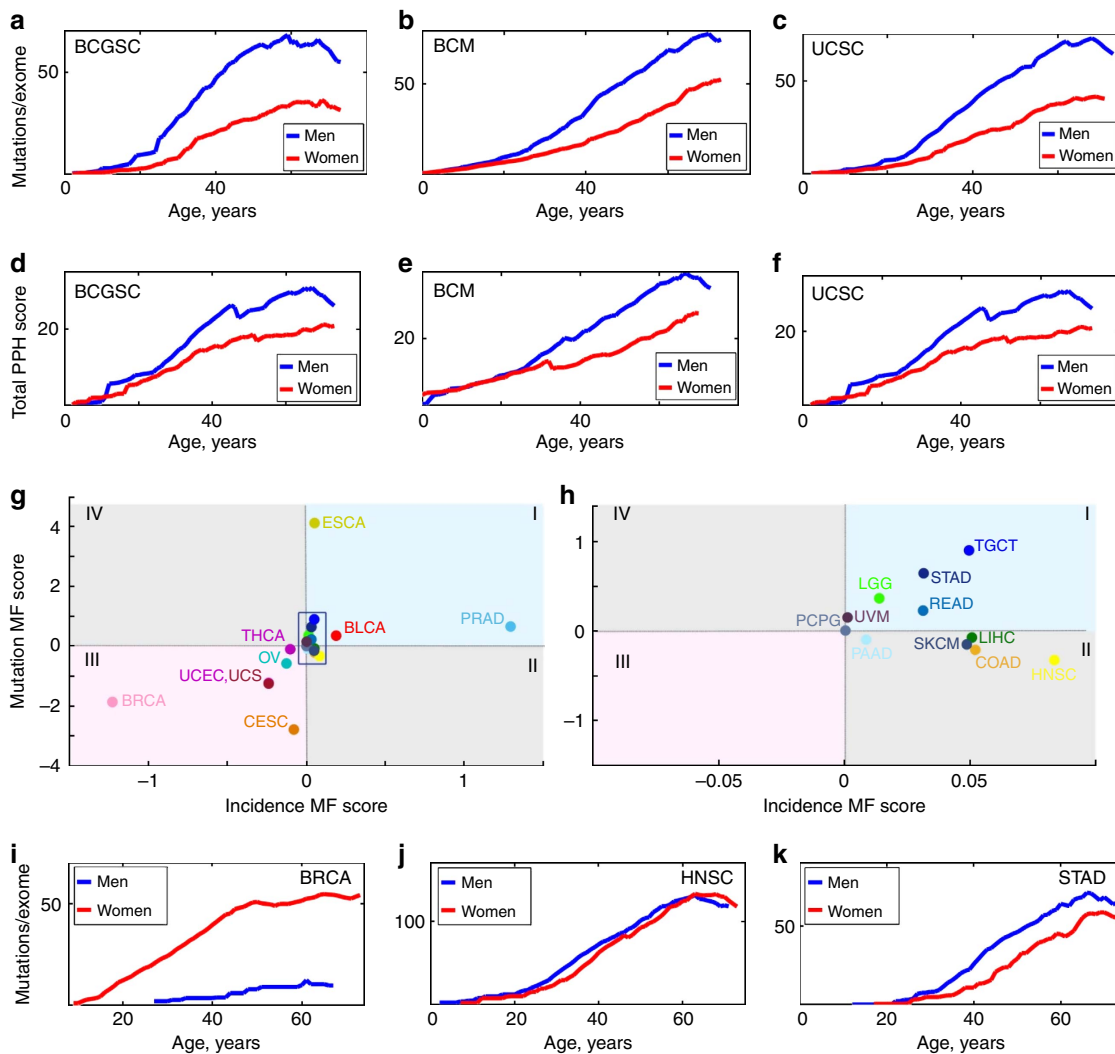 a
BCGSC
Mutations/exome
50
Men
Women
0
40
Age, years
b
BCM
50
Men
Women
0
40
Age, years
c
UCSC
50
Men
Women
0
40
Age, years
d
BCGSC
Total PPH score
20
Men
Women
0
40
Age, years
e
BCM
20
Men
Women
0
40
Age, years
f
UCSC
20
Men
Women
0
40
Age, years
g
Mutation MF score
4
2
1
0
−2
−4
IV
I
III
II
ESCA
PRAD
BLCA
THCA
OV
UCEC,UCS
BRCA
CESC
−1
0
1
Incidence MF score
h
1
0
−1
IV
I
III
II
TGCT
STAD
LGG
READ
PCPG
UVM
PAAD
SKCM
LIHC
COAD
HNSC
−0.05
0
0.05
Incidence MF score
i
BRCA
Mutations/exome
50
Men
Women
20
40
60
Age, years
j
HNSC
100
Men
Women
0
20
40
60
Age, years
k
STAD
50
Men
Women
0
20
40
60
Age, years